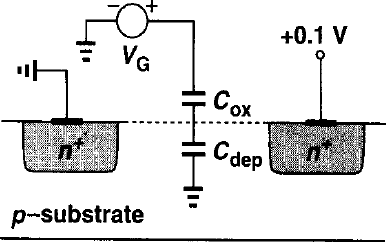 − +
V_G
+0.1 V
C_ox
n+
C_dep
n+
p–substrate